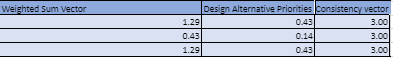 Weighted Sum Vector Design Alternative Priorities Consistency vector
1.29 0.43 3.00
0.43 0.14 3.00
1.29 0.43 3.00